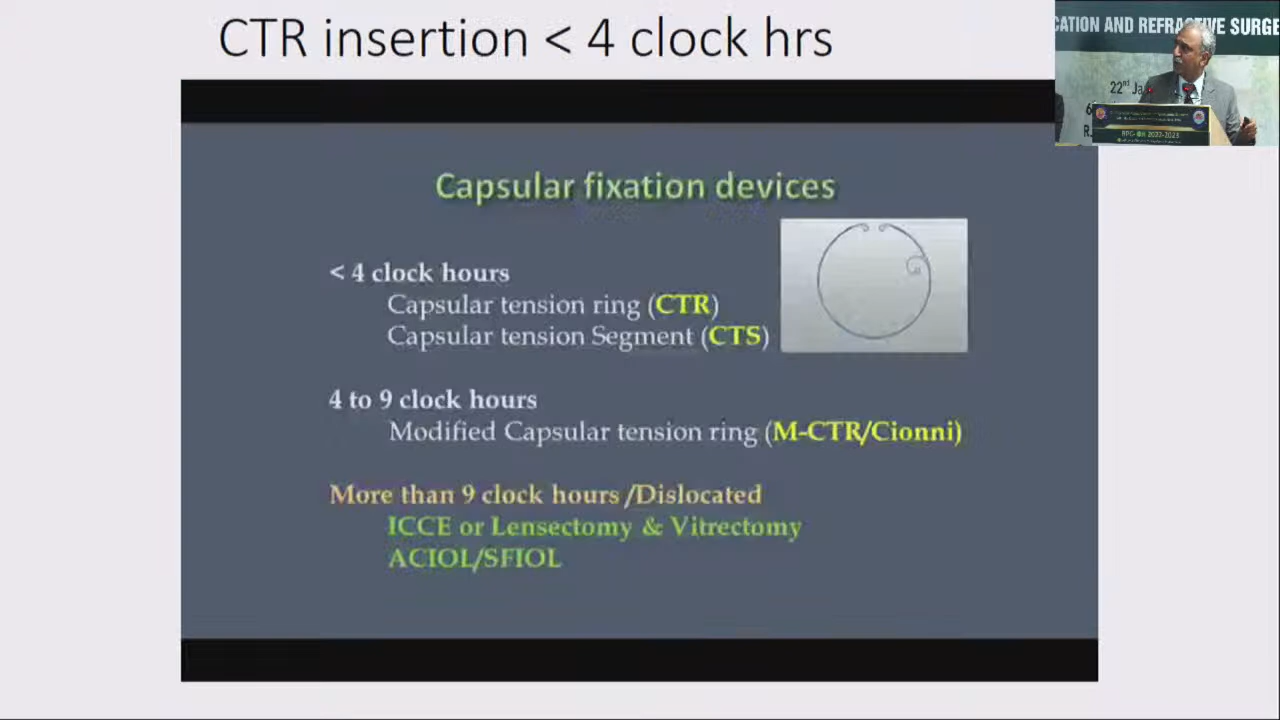 CTR insertion < 4 clock hrs
CATION AND REFRACTIVE SURGE
22nd Ja
Capsular fixation devices
< 4 clock hours
Capsular tension ring (CTR)
Capsular tension Segment (CTS)
4 to 9 clock hours
Modified Capsular tension ring (M-CTR/Cionni)
More than 9 clock hours /Dislocated
ICCE or Lensectomy & Vitrectomy
ACIOL/SFIOL